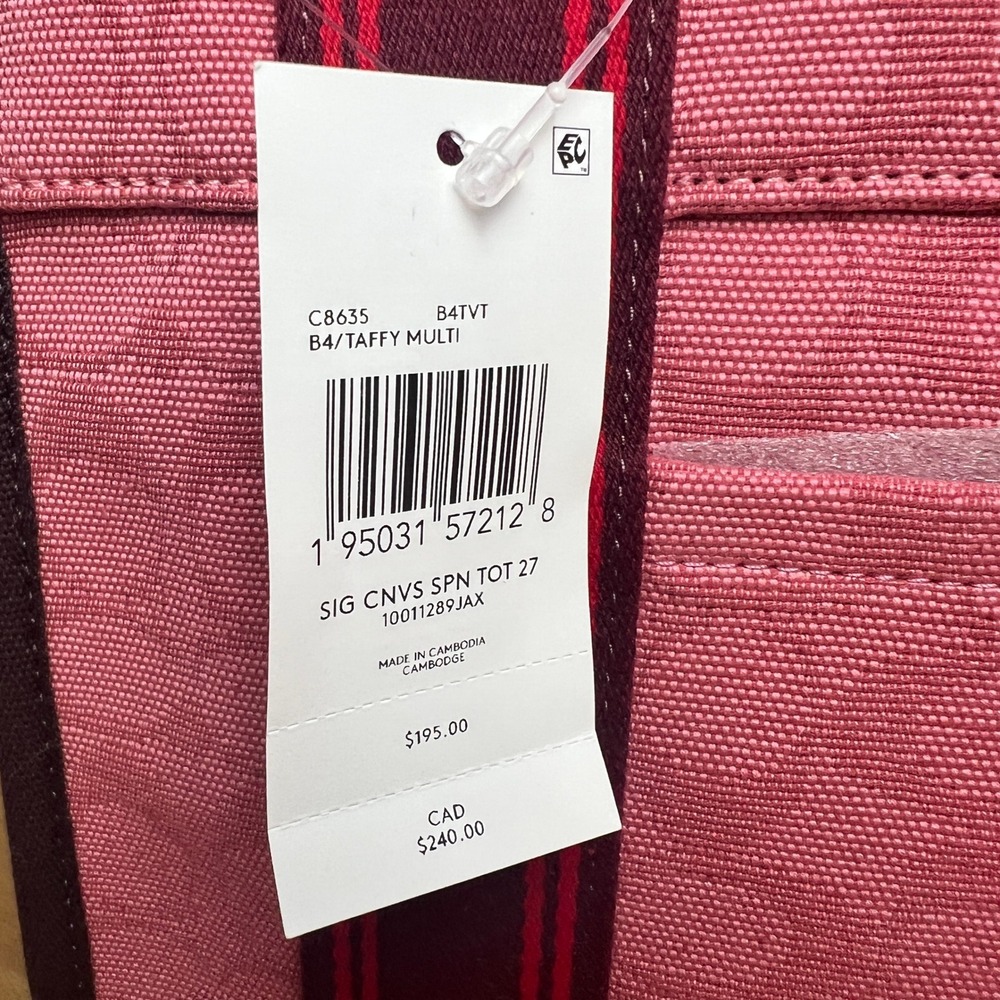 EPC™
C8635 B4TVT
B4/TAFFY MULTI
1 95031 57212 8
SIG CNVS SPN TOT 27
10011289JAX
MADE IN CAMBODIA
CAMBODGE
$195.00
CAD
$240.00